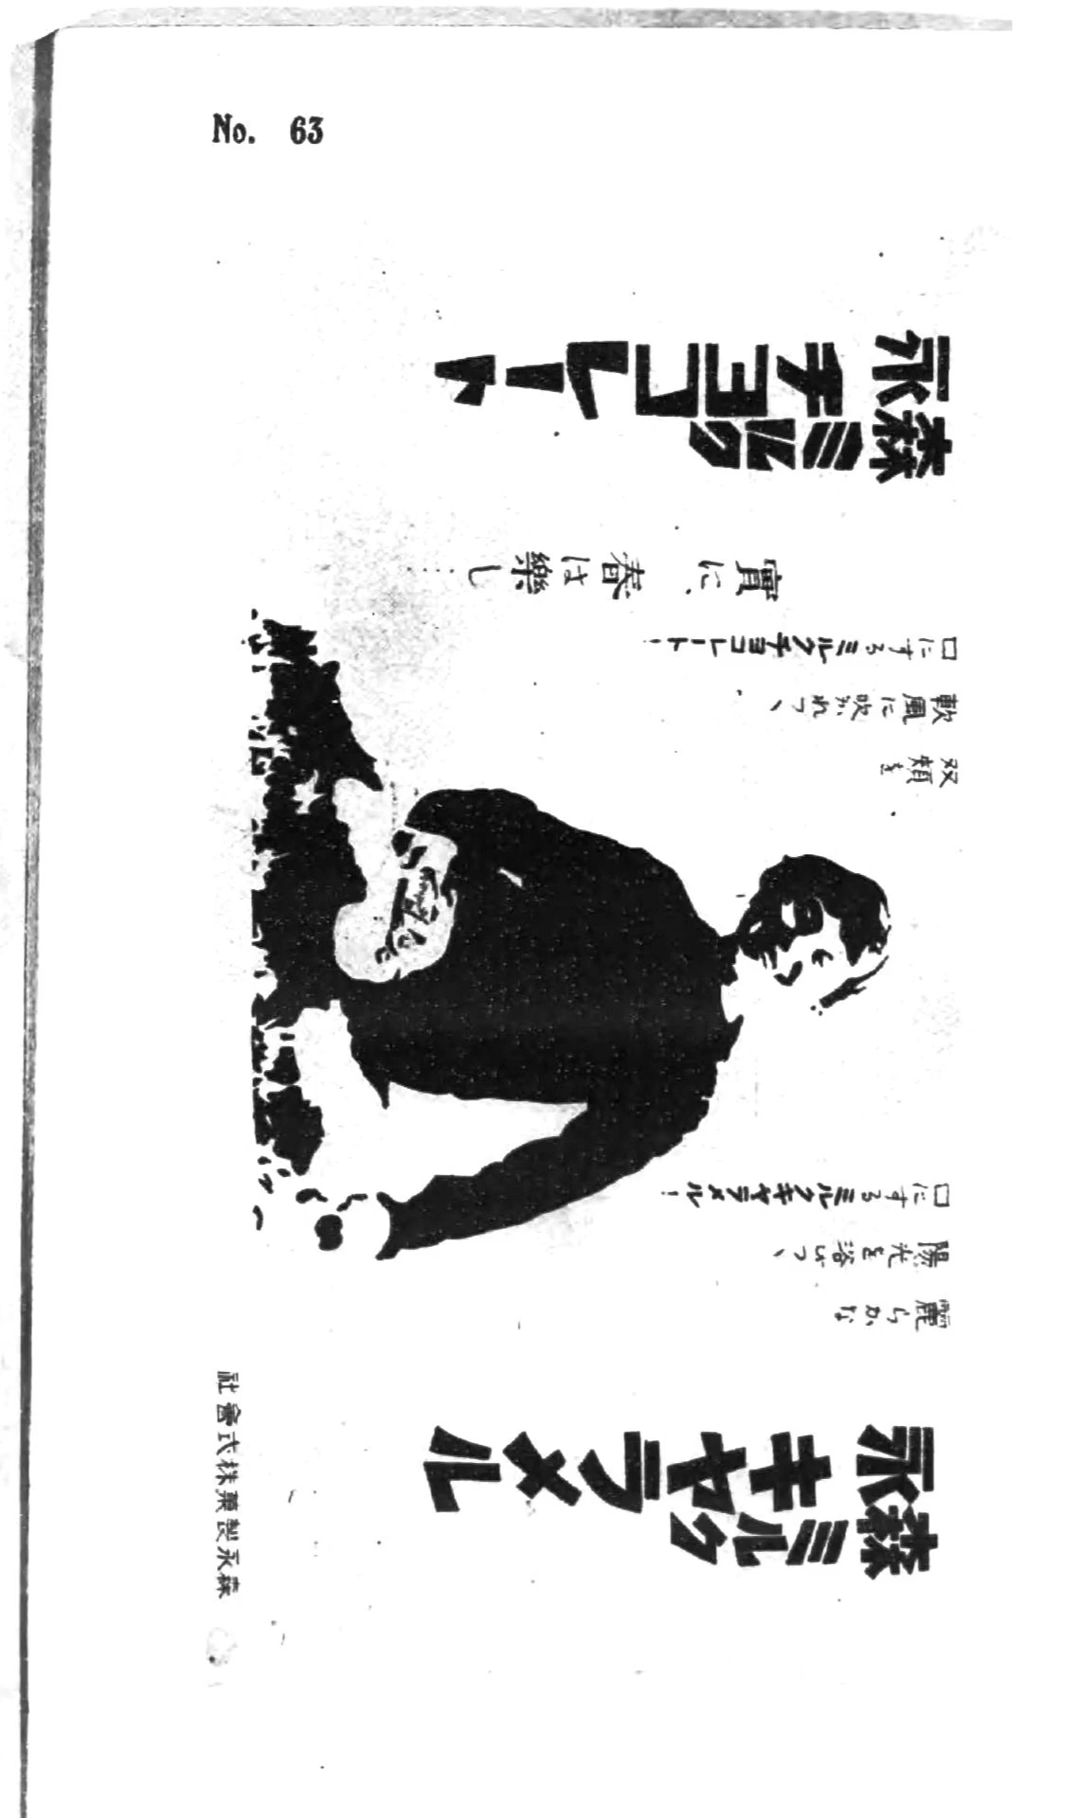 No. 63
森永
ミルク
キャラメル
麗らかな
陽光を浴びつゝ
口にするミルクキャラメル!
双頬を
軟風に吹かれつゝ
口にするミルクチョコレート!
實に、春は樂し……
森永
ミルク
チョコレート
森永製菓株式會社